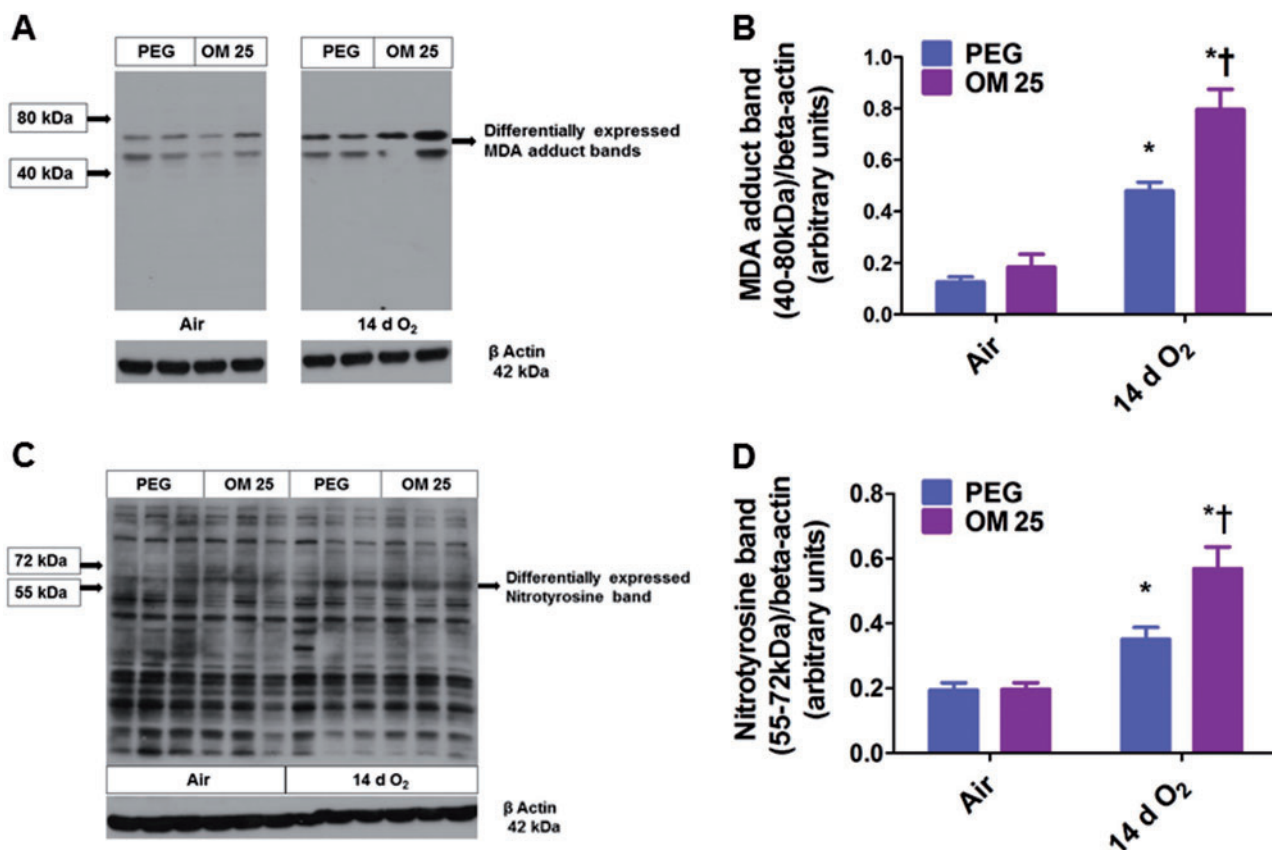 A
PEG OM 25 PEG OM 25
80 kDa
40 kDa
Differentially expressed
MDA adduct bands
Air 14 d O₂
β Actin
42 kDa
B
MDA adduct band
(40-80kDa)/beta-actin
(arbitrary units)
1.0
0.8
0.6
0.4
0.2
0.0
PEG
OM 25
*
*†
Air
14 d O₂
C
PEG OM 25 PEG OM 25
72 kDa
55 kDa
Differentially expressed
Nitrotyrosine band
Air 14 d O₂
β Actin
42 kDa
D
Nitrotyrosine band
(55-72kDa)/beta-actin
(arbitrary units)
0.8
0.6
0.4
0.2
0.0
PEG
OM 25
*
*†
Air
14 d O₂